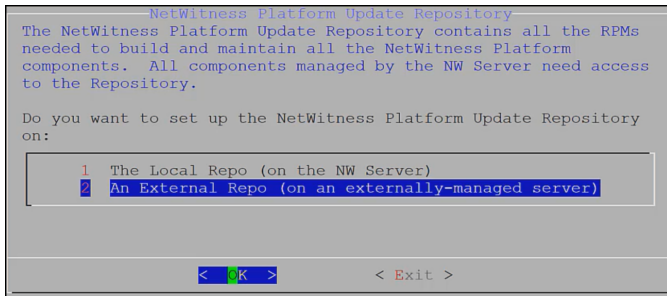 NetWitness Platform Update Repository
The NetWitness Platform Update Repository contains all the RPMs
needed to build and maintain all the NetWitness Platform
components.  All components managed by the NW Server need access
to the Repository.
Do you want to set up the NetWitness Platform Update Repository
on:
1  The Local Repo (on the NW Server)
2  An External Repo (on an externally-managed server)
<  OK  >          < Exit >